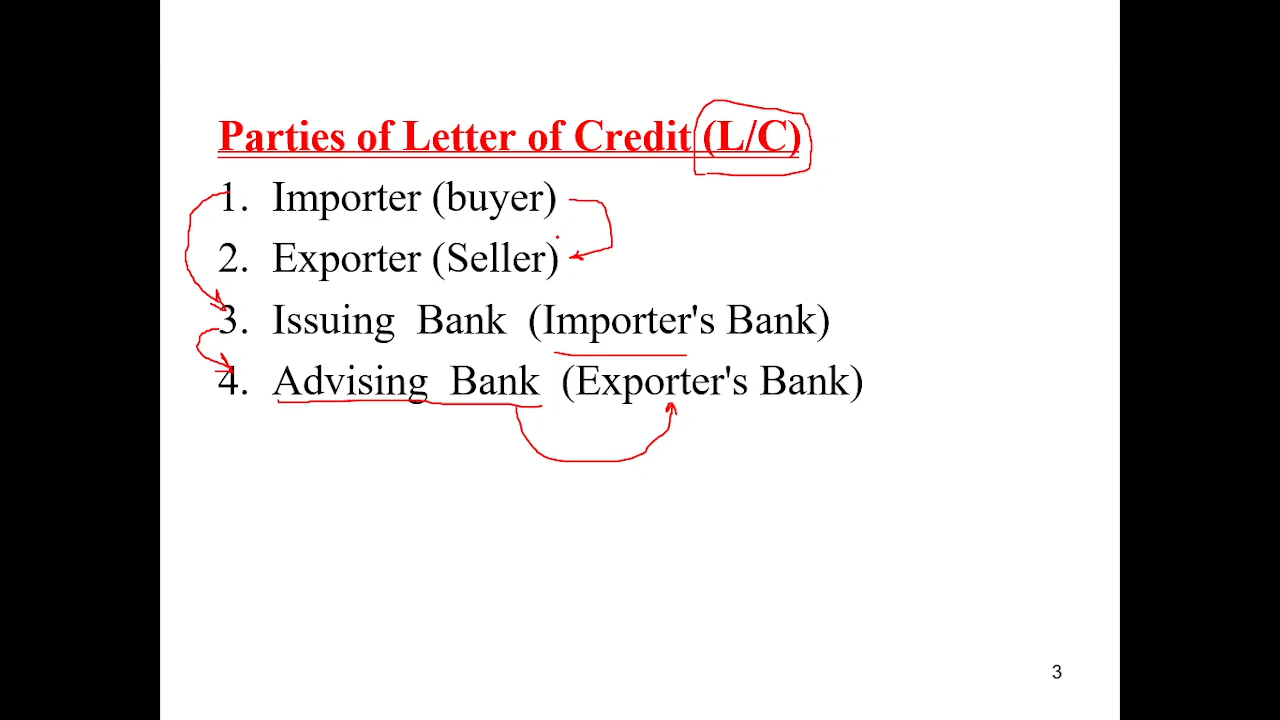 Parties of Letter of Credit (L/C)
1. Importer (buyer)
2. Exporter (Seller)
3. Issuing Bank (Importer's Bank)
4. Advising Bank (Exporter's Bank)
3